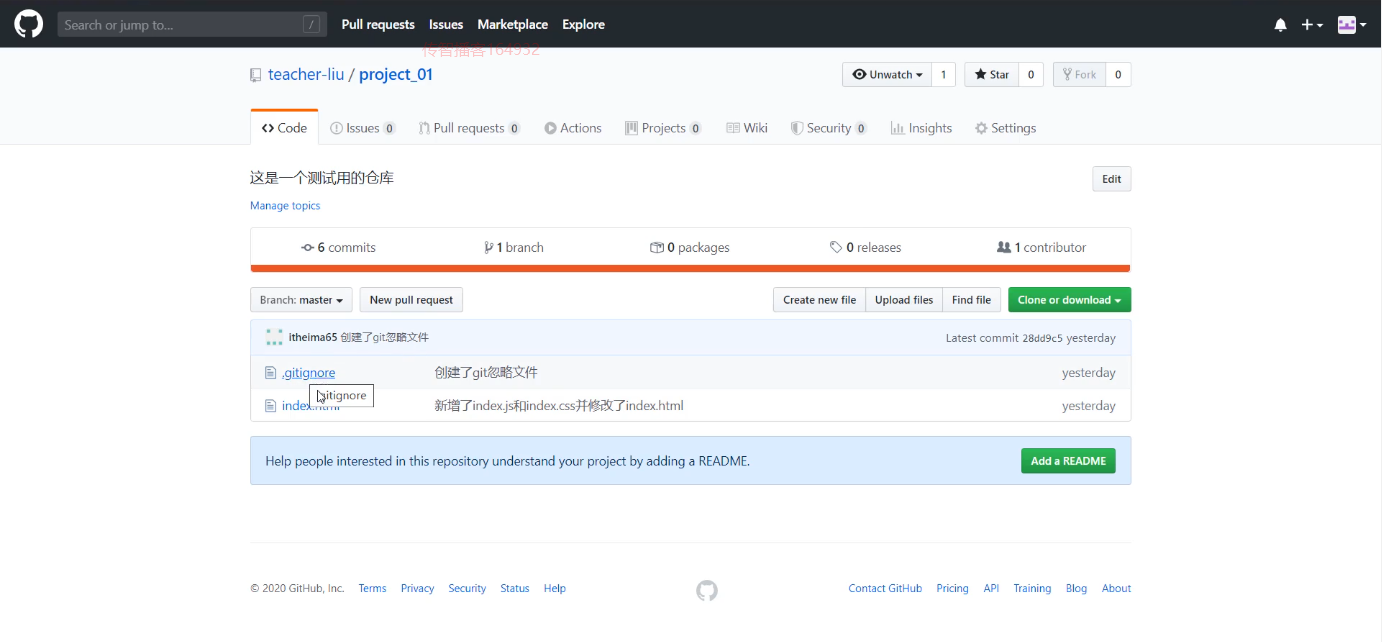 Search or jump to... /
Pull requests Issues Marketplace Explore
传智播客164932
teacher-liu / project_01
Unwatch 1 Star 0 Fork 0
Code Issues 0 Pull requests 0 Actions Projects 0 Wiki Security 0 Insights Settings
这是一个测试用的仓库
Edit
Manage topics
6 commits 1 branch 0 packages 0 releases 1 contributor
Branch: master New pull request Create new file Upload files Find file Clone or download
itheima65 创建了git忽略文件 Latest commit 28dd9c5 yesterday
.gitignore 创建了git忽略文件 yesterday
.gitignore
index.html 新增了index.js和index.css并修改了index.html yesterday
Help people interested in this repository understand your project by adding a README. Add a README
© 2020 GitHub, Inc. Terms Privacy Security Status Help Contact GitHub Pricing API Training Blog About